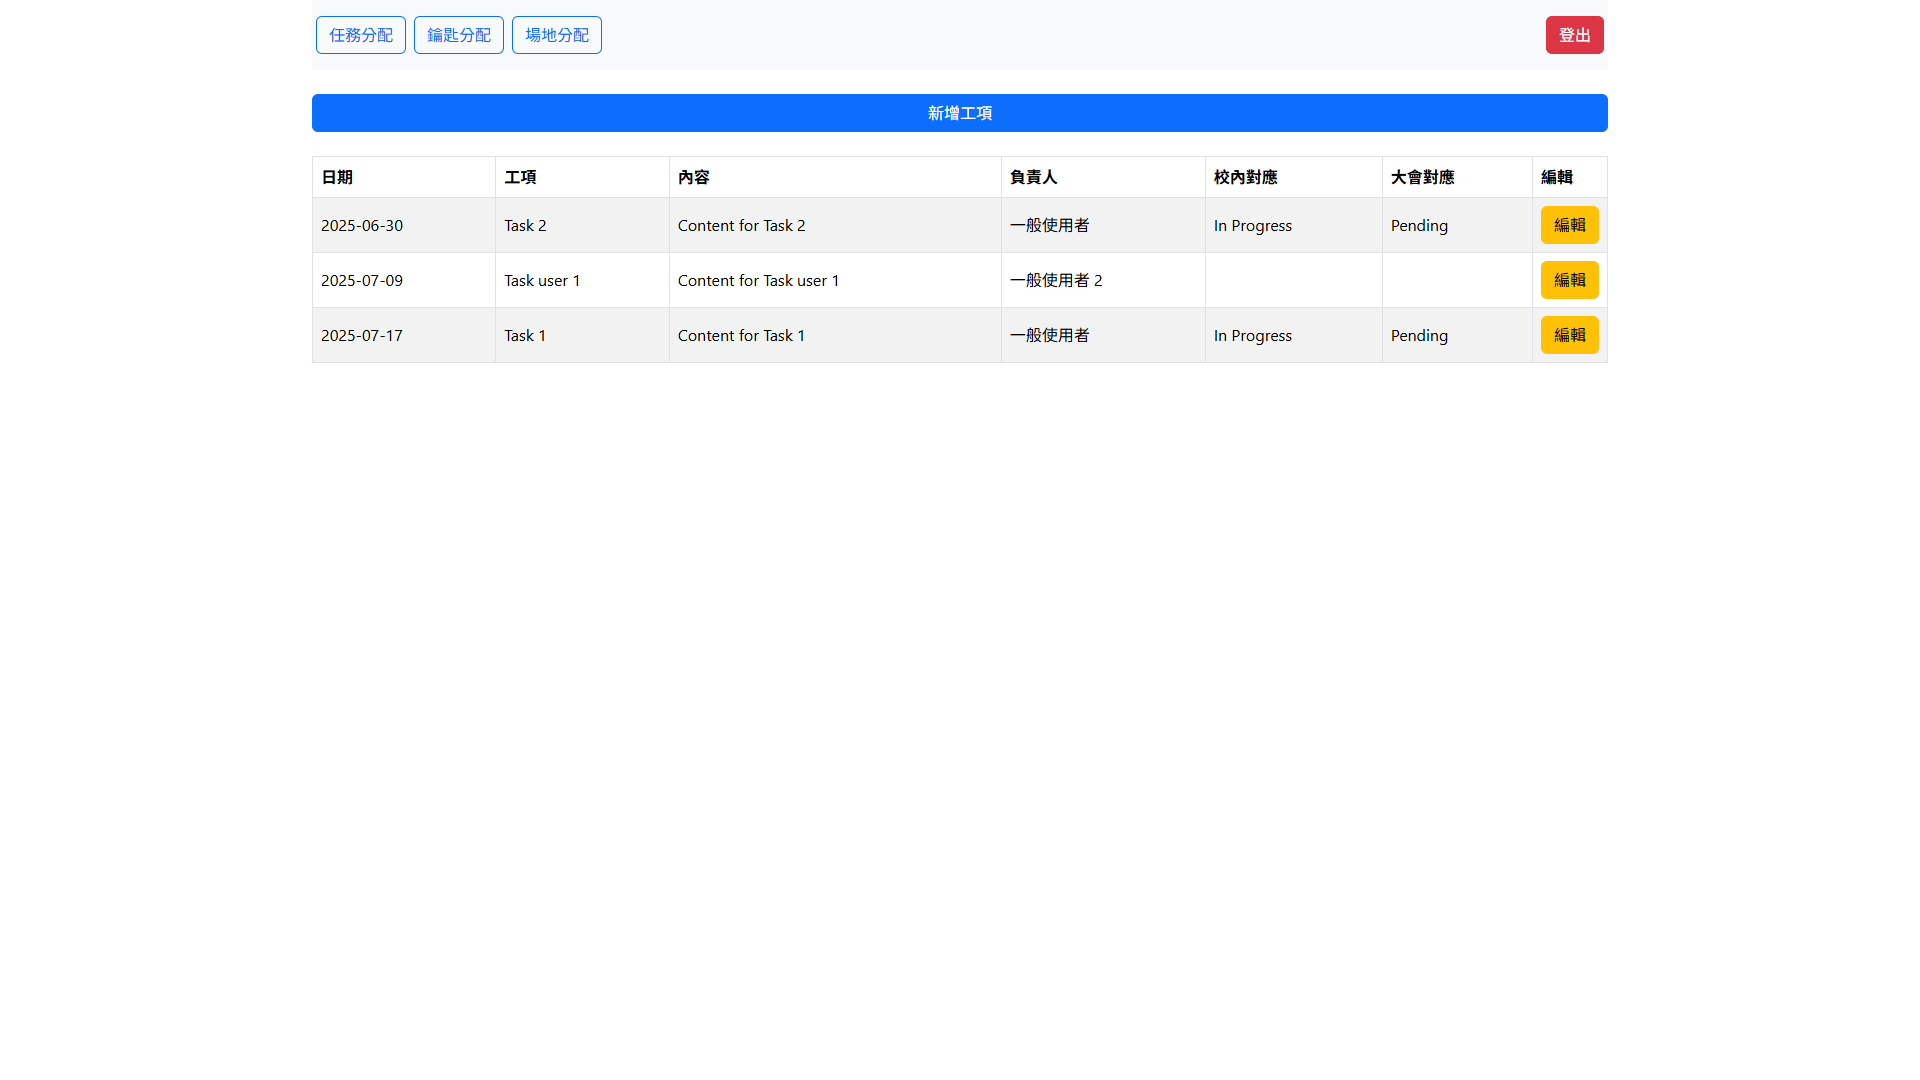 任務分配 鑰匙分配 場地分配 登出
新增工項
日期 工項 內容 負責人 校內對應 大會對應 編輯
2025-06-30 Task 2 Content for Task 2 一般使用者 In Progress Pending 編輯
2025-07-09 Task user 1 Content for Task user 1 一般使用者 2 編輯
2025-07-17 Task 1 Content for Task 1 一般使用者 In Progress Pending 編輯